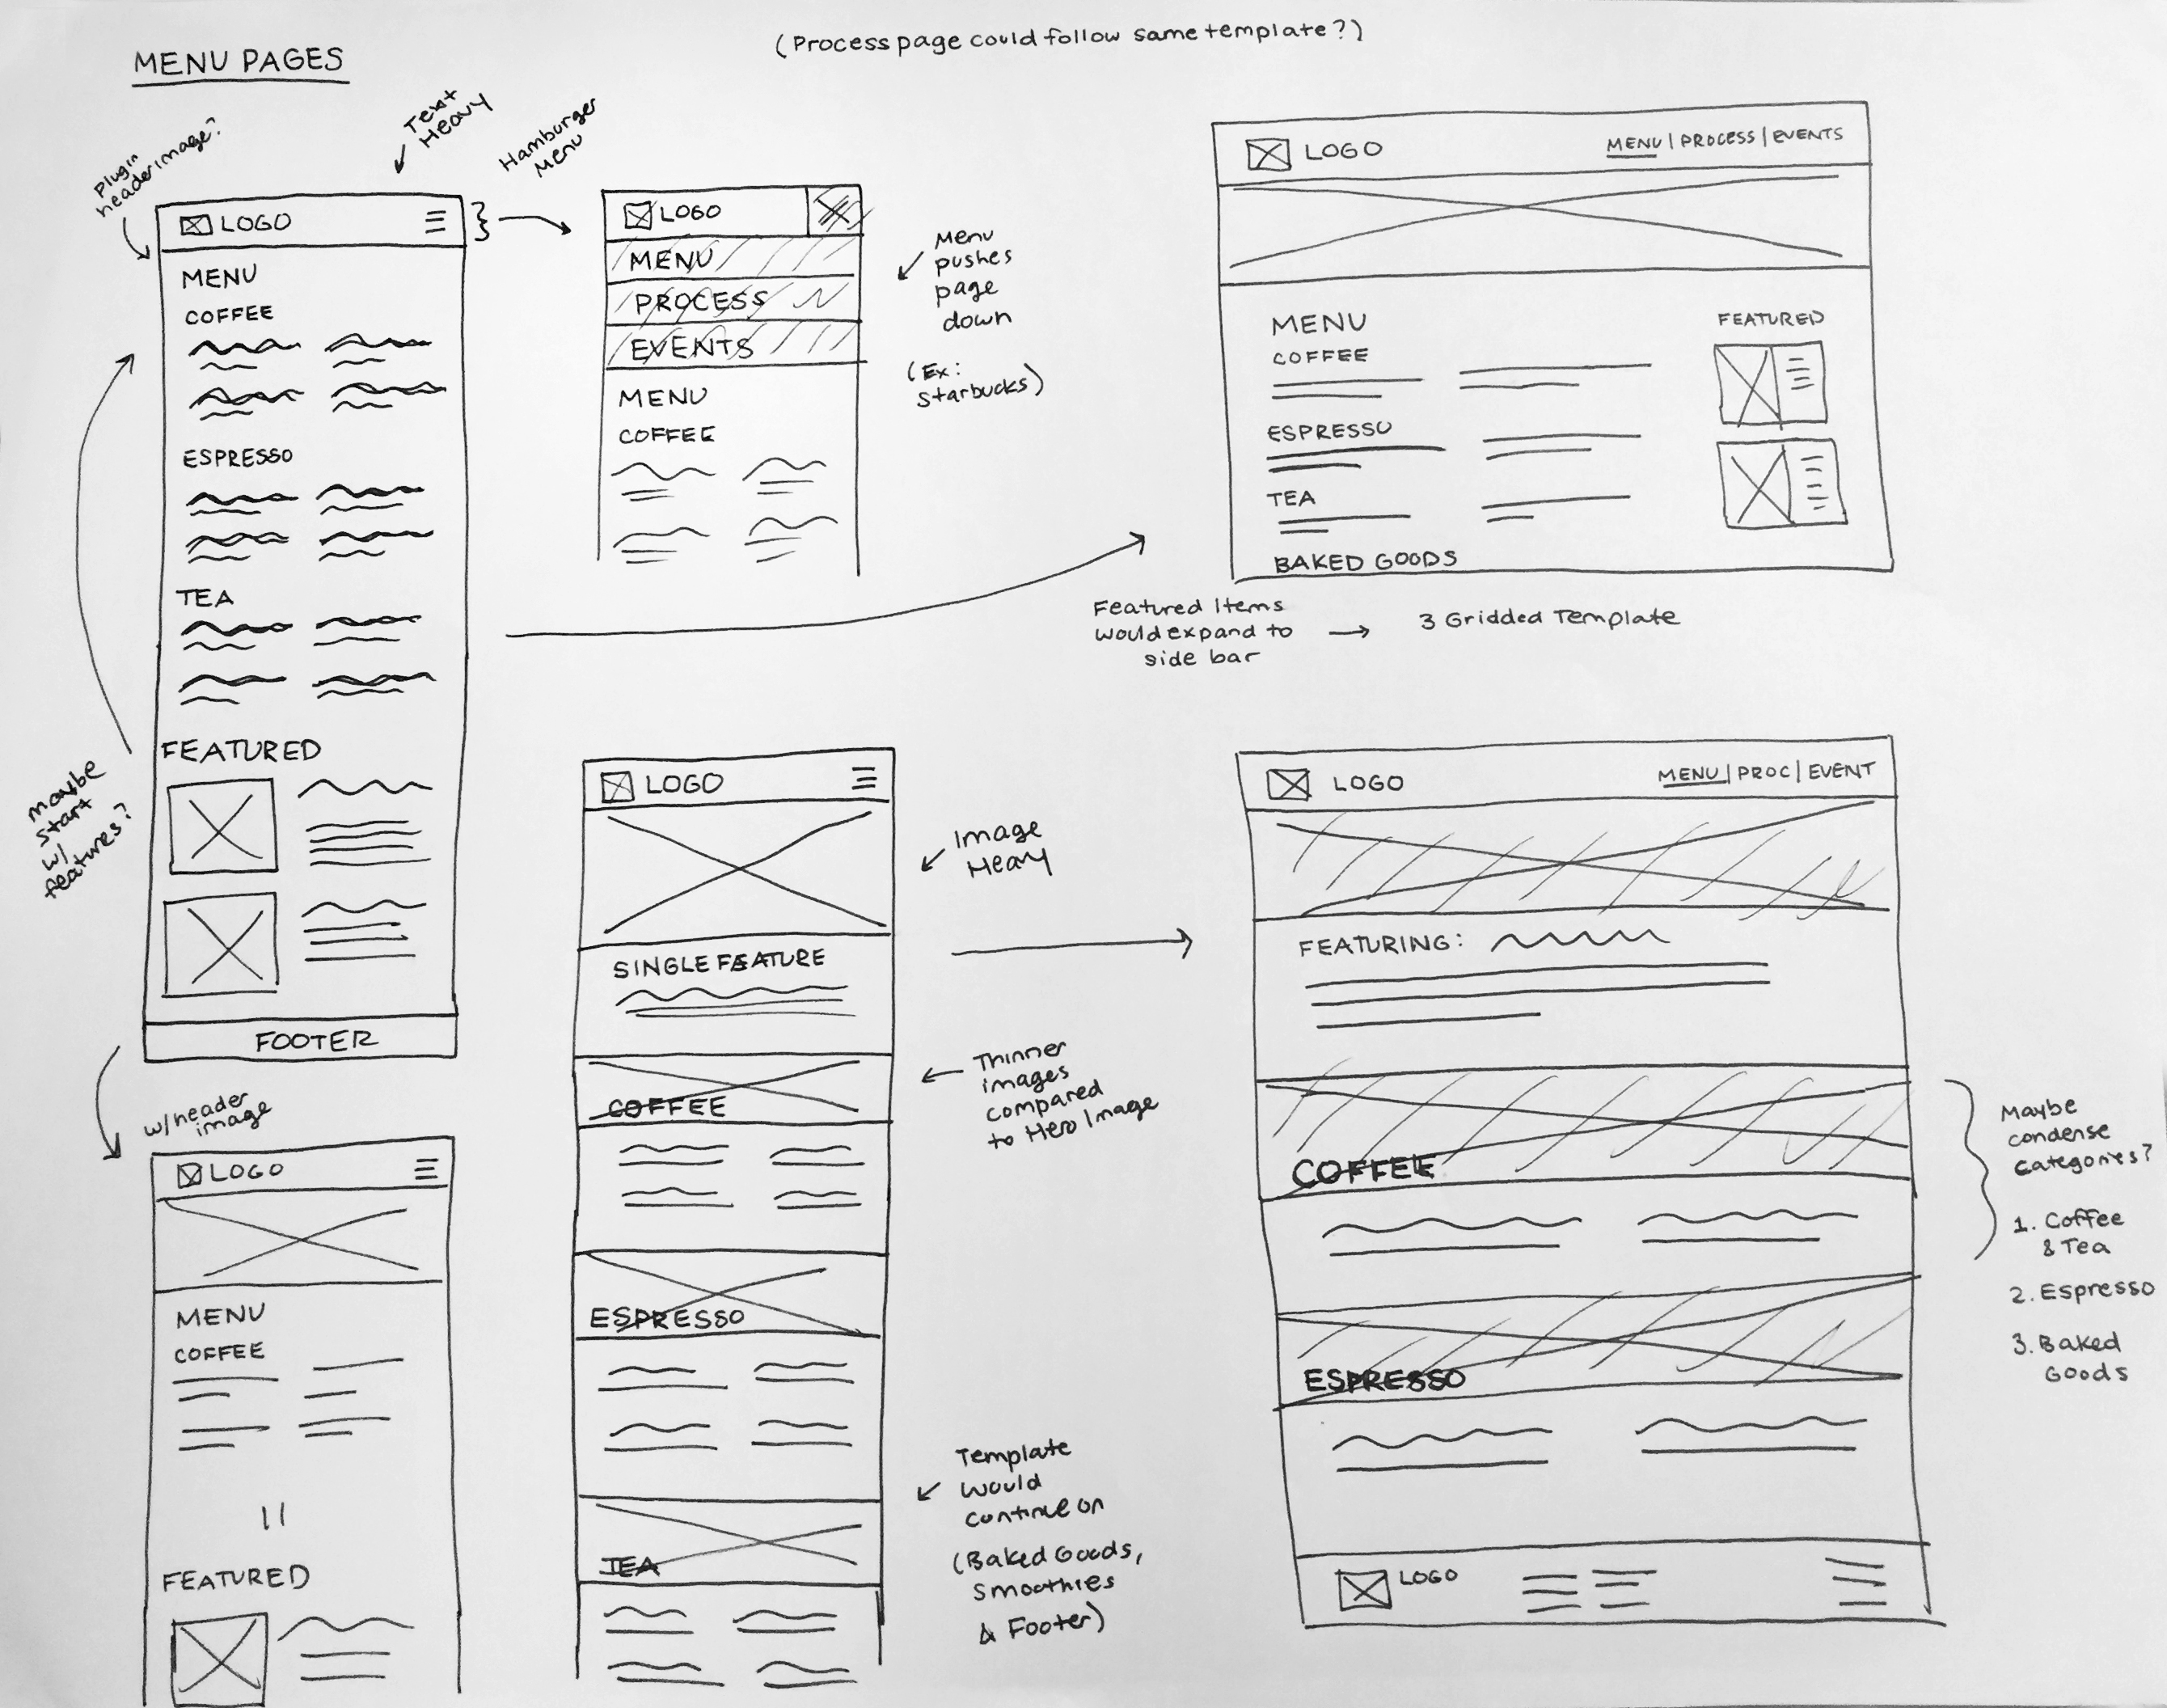 MENU PAGES
(Process page could follow same template?)
Plugin
header image?
Text
Heavy
Hamburger
Menu
LOGO
MENU
COFFEE
ESPRESSO
TEA
FEATURED
FOOTER
maybe
start
w/
features?
LOGO
MENU
PROCESS
EVENTS
MENU
COFFEE
Menu
pushes
page
down
(Ex:
Starbucks)
LOGO
MENU | PROCESS | EVENTS
MENU
COFFEE
ESPRESSO
TEA
BAKED GOODS
FEATURED
Featured Items
would expand to
side bar
3 Gridded Template
w/ header
image
LOGO
MENU
COFFEE
FEATURED
LOGO
SINGLE FEATURE
COFFEE
ESPRESSO
TEA
Image
Heavy
Thinner
images
compared
to Hero Image
Template
would
continue on
(Baked Goods,
Smoothies
& Footer)
LOGO
MENU | PROC | EVENT
FEATURING:
COFFEE
ESPRESSO
LOGO
Maybe
condense
categories?
1. Coffee
& Tea
2. Espresso
3. Baked
Goods